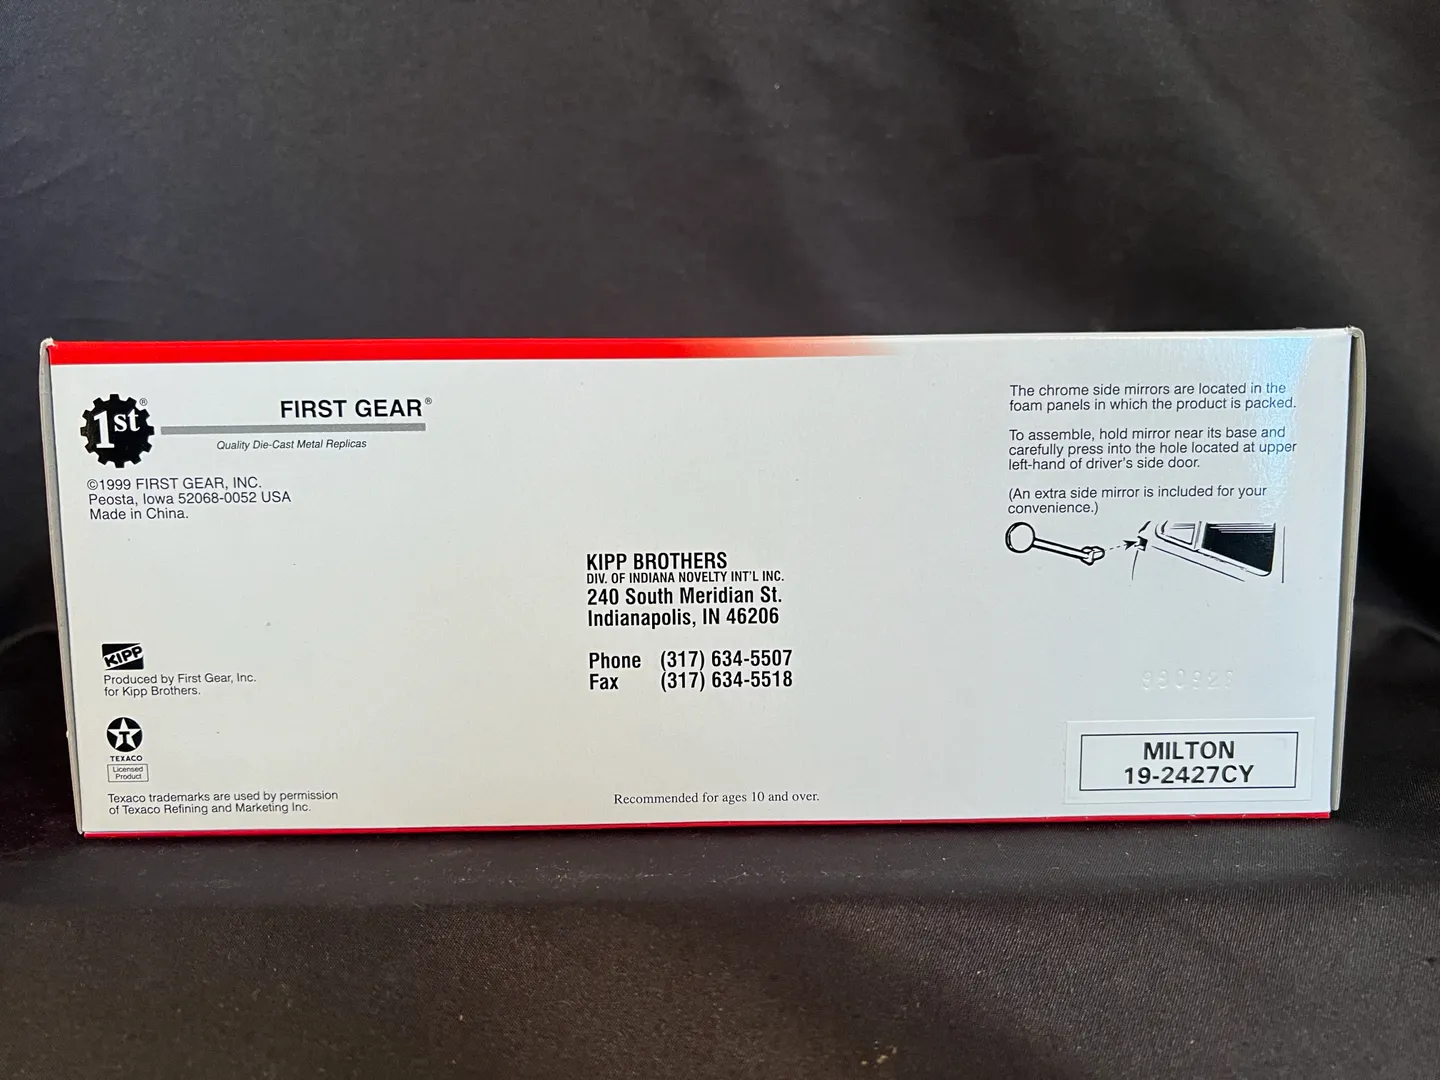 1st®
FIRST GEAR®
Quality Die-Cast Metal Replicas
©1999 FIRST GEAR, INC.
Peosta, Iowa 52068-0052 USA
Made in China.
The chrome side mirrors are located in the
foam panels in which the product is packed.
To assemble, hold mirror near its base and
carefully press into the hole located at upper
left-hand of driver's side door.
(An extra side mirror is included for your
convenience.)
KIPP BROTHERS
DIV. OF INDIANA NOVELTY INT'L INC.
240 South Meridian St.
Indianapolis, IN 46206
Phone (317) 634-5507
Fax (317) 634-5518
KIPP
Produced by First Gear, Inc.
for Kipp Brothers.
T
TEXACO
Licensed
Product
Texaco trademarks are used by permission
of Texaco Refining and Marketing Inc.
Recommended for ages 10 and over.
MILTON
19-2427CY